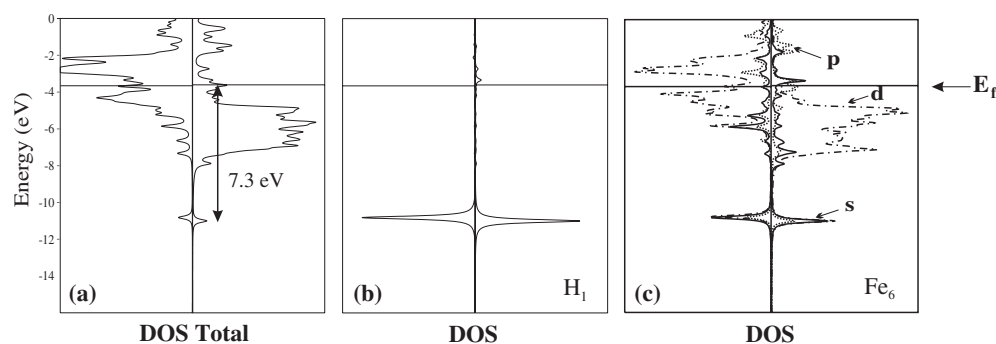 0
-2
-4
-6
-8
-10
-12
-14
Energy (eV)
7.3 eV
(a)
DOS Total
(b)
H1
DOS
p
d
s
(c)
Fe6
DOS
Ef